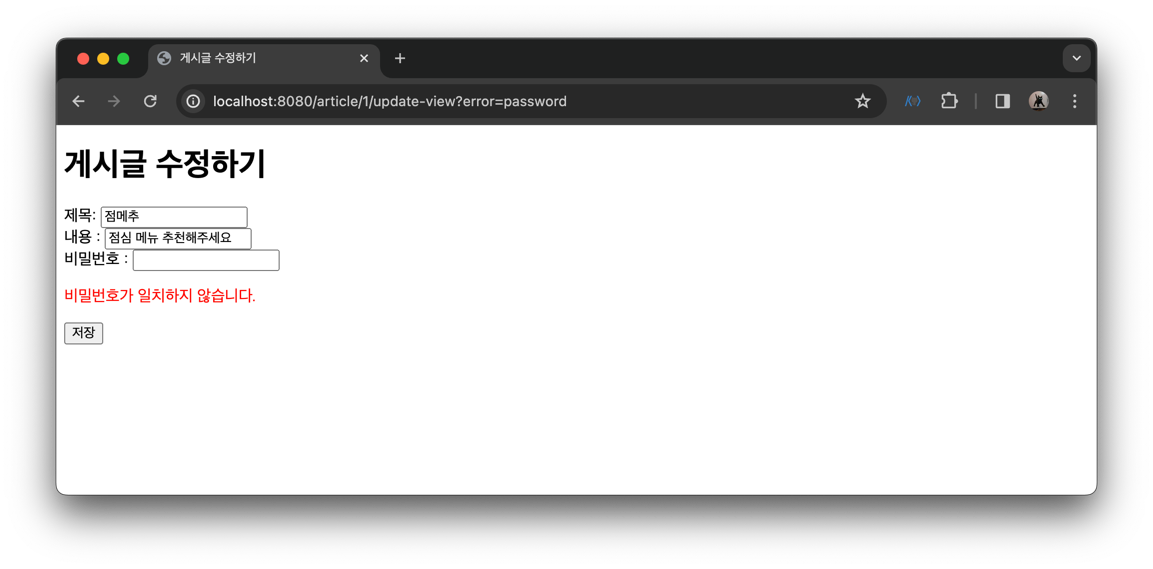 게시글 수정하기
localhost:8080/article/1/update-view?error=password
게시글 수정하기
제목: 점메추
내용 : 점심 메뉴 추천해주세요
비밀번호 :
비밀번호가 일치하지 않습니다.
저장